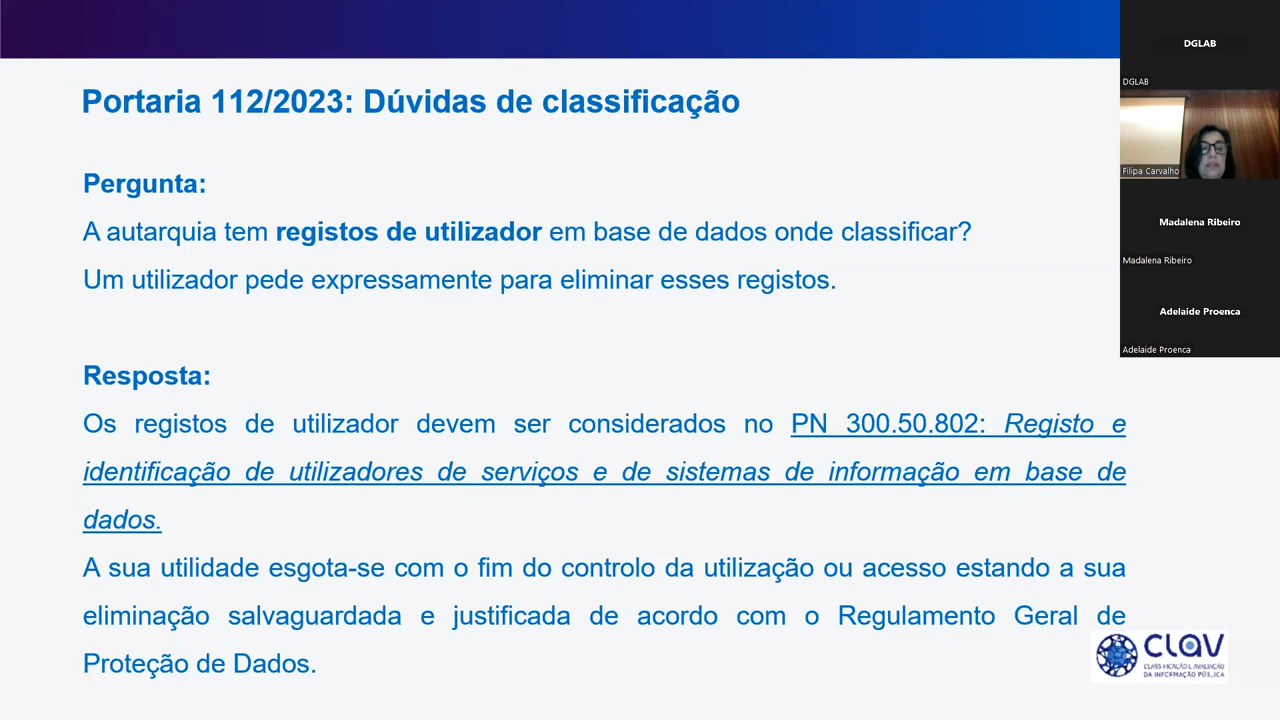 Portaria 112/2023: Dúvidas de classificação
Pergunta:
A autarquia tem registos de utilizador em base de dados onde classificar?
Um utilizador pede expressamente para eliminar esses registos.
Resposta:
Os registos de utilizador devem ser considerados no PN 300.50.802: Registo e
identificação de utilizadores de serviços e de sistemas de informação em base de
dados.
A sua utilidade esgota-se com o fim do controlo da utilização ou acesso estando a sua
eliminação salvaguardada e justificada de acordo com o Regulamento Geral de
Proteção de Dados.
CLAV
CLASSIFICAÇÃO E AVALIAÇÃO
DA INFORMAÇÃO PÚBLICA
DGLAB
DGLAB
Filipa Carvalho
Madalena Ribeiro
Madalena Ribeiro
Adelaide Proenca
Adelaide Proenca